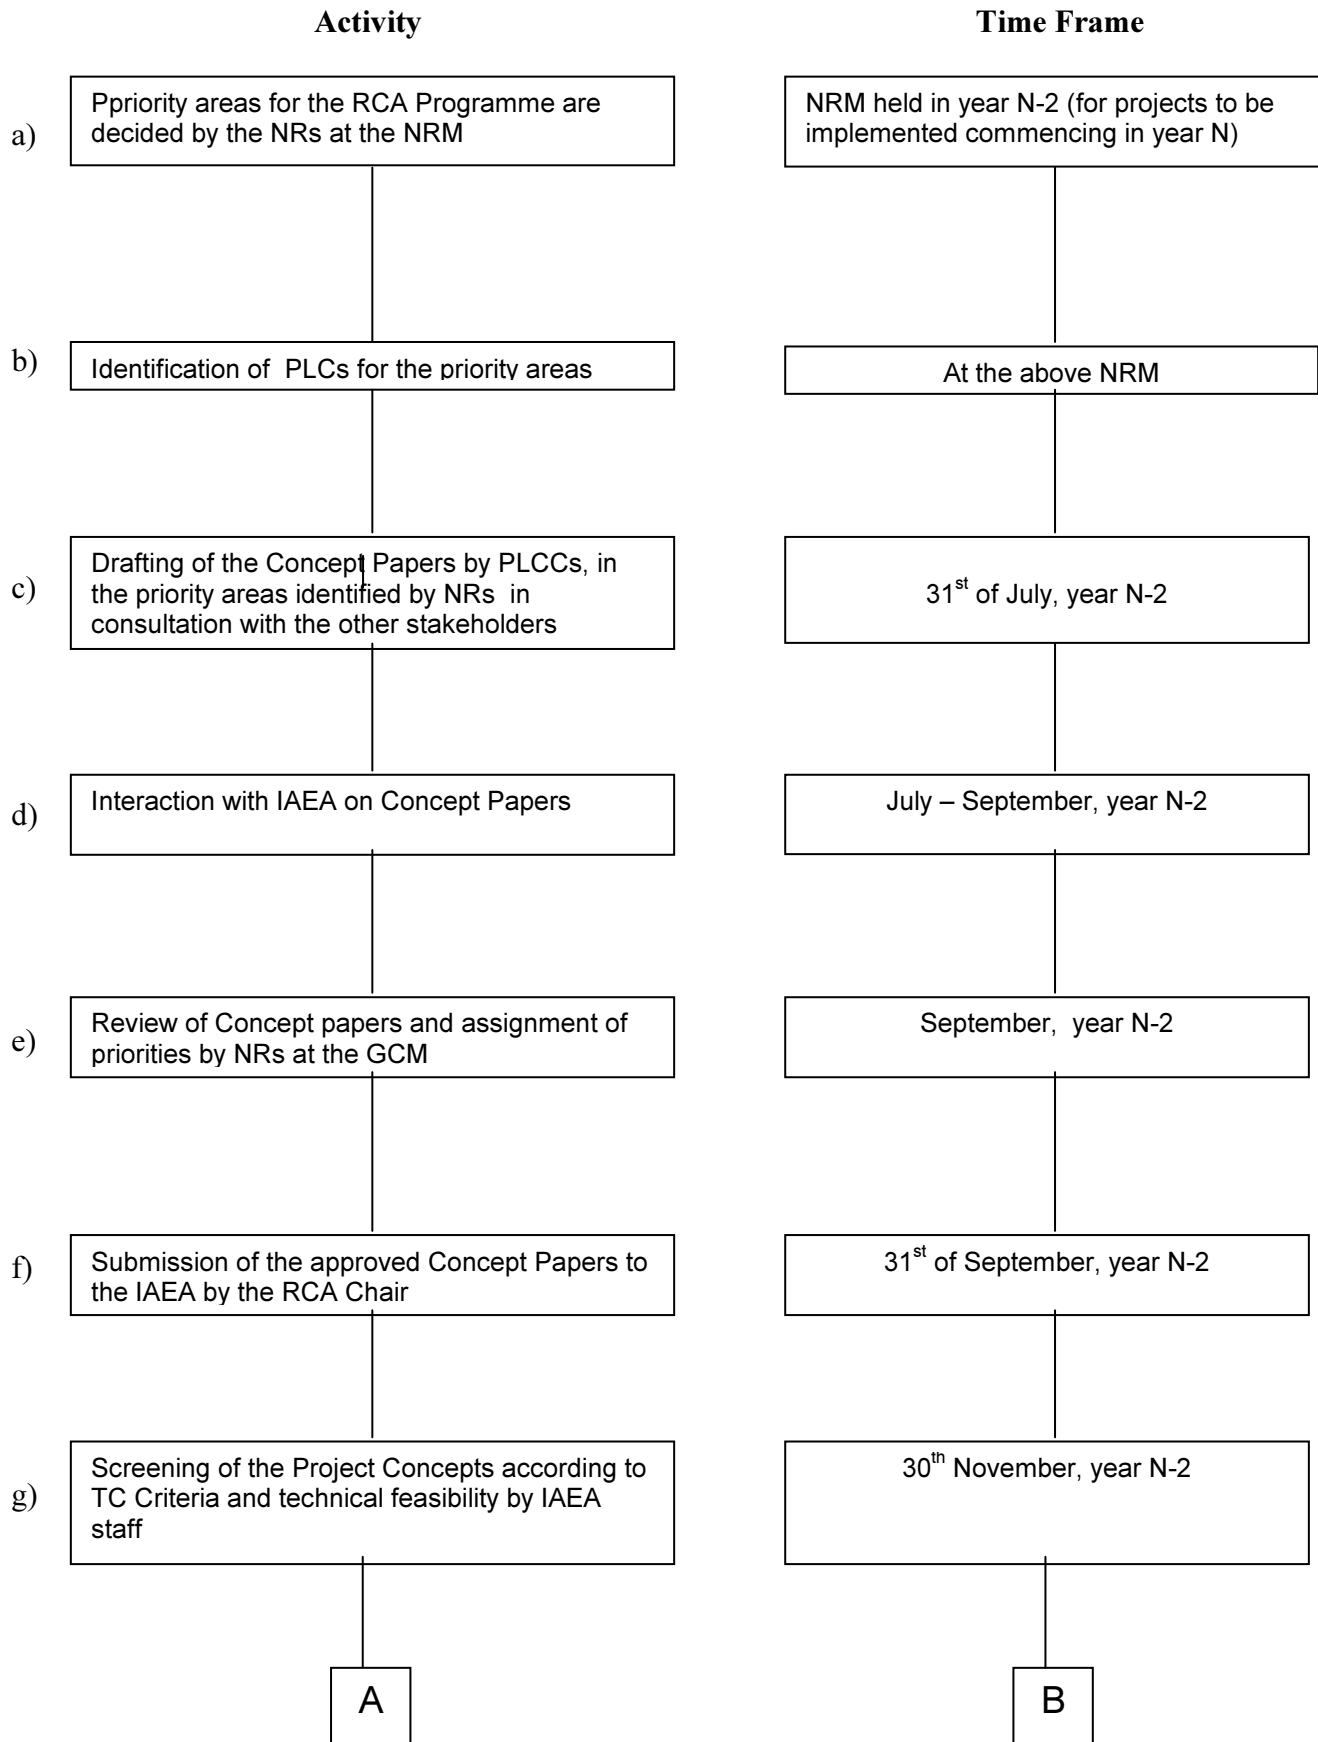 Activity
Time Frame
a)
Ppriority areas for the RCA Programme are
decided by the NRs at the NRM
NRM held in year N-2 (for projects to be
implemented commencing in year N)
b)
Identification of  PLCs for the priority areas
At the above NRM
c)
Drafting of the Concept Papers by PLCCs, in
the priority areas identified by NRs  in
consultation with the other stakeholders
31st of July, year N-2
d)
Interaction with IAEA on Concept Papers
July – September, year N-2
e)
Review of Concept papers and assignment of
priorities by NRs at the GCM
September,  year N-2
f)
Submission of the approved Concept Papers to
the IAEA by the RCA Chair
31st of September, year N-2
g)
Screening of the Project Concepts according to
TC Criteria and technical feasibility by IAEA
staff
30th November, year N-2
A
B